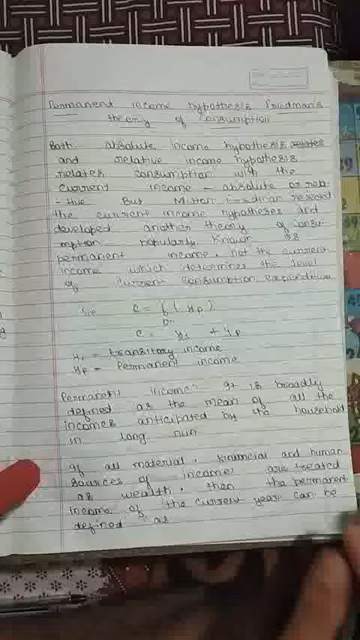 Permanent income hypothesis Friedman's
theory of consumption
Both absolute income hypothesis relates
and relative income hypothesis
relates consumption with the
current income - absolute or rela-
- tive. But Milton
the current income hypotheses and
developed another theory of consu-
mption popularly known as
permanent income, not the current
income which determines the level
of current consumption expenditure
i.e. C = f ( Yp )
C = Yt + Yp
Yt = transitory income
Yp = Permanent income
Permanent income: It is broadly
defined as the mean of all the
incomes anticipated by the household
in long run
If all material, financial and human
sources of income are treated
as wealth, then the permanent
income of the current year can be
defined as